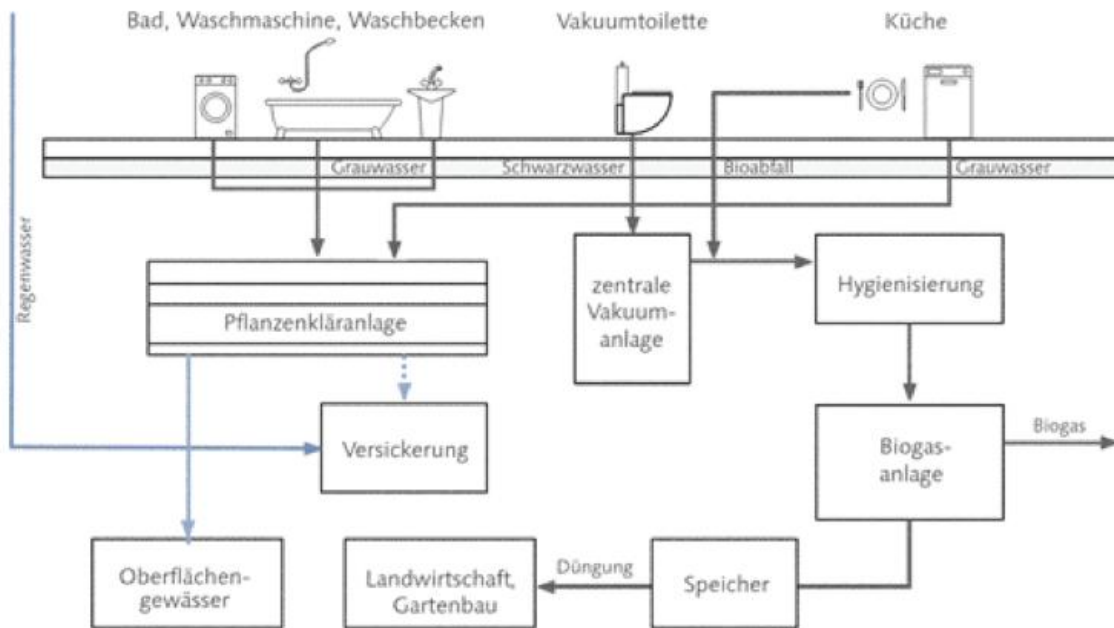 Bad, Waschmaschine, Waschbecken
Vakuumtoilette
Küche
Grauwasser
Schwarzwasser
Bioabfall
Grauwasser
Regenwasser
Pflanzenkläranlage
zentrale
Vakuum-
anlage
Hygienisierung
Versickerung
Biogas-
anlage
Biogas
Oberflächen-
gewässer
Landwirtschaft,
Gartenbau
Düngung
Speicher